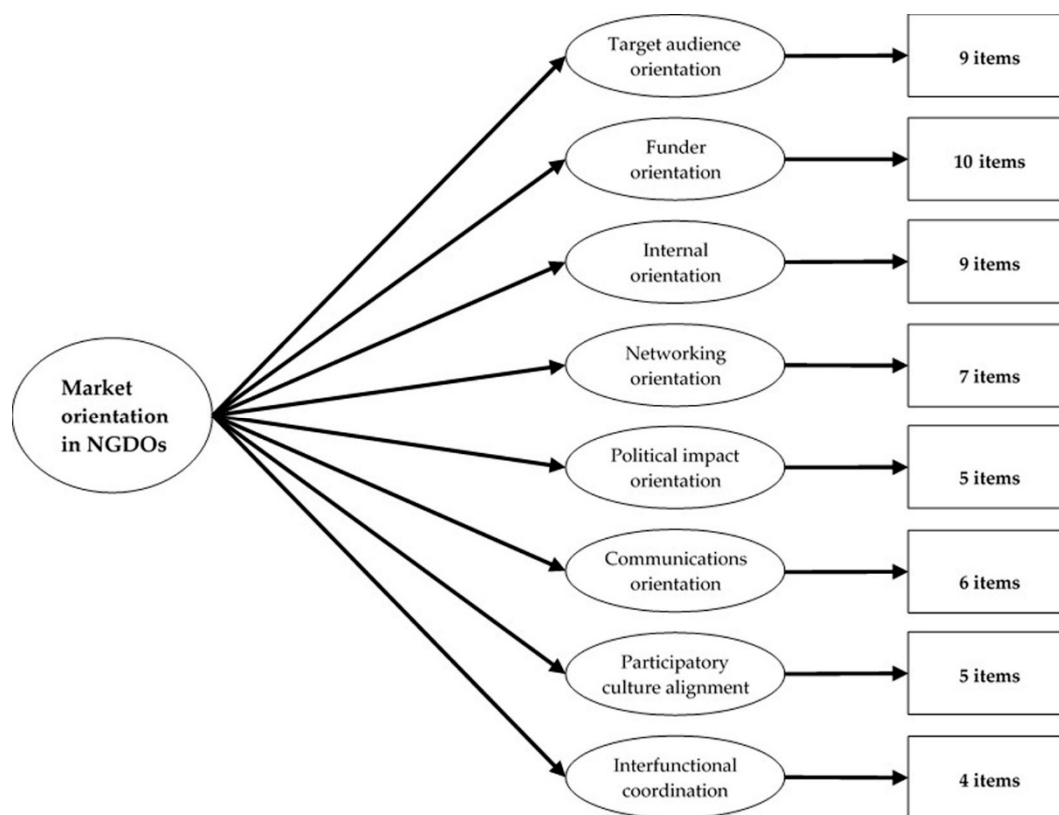 Target audience
orientation
9 items
Funder
orientation
10 items
Internal
orientation
9 items
Networking
orientation
7 items
Market
orientation
in NGDOs
Political impact
orientation
5 items
Communications
orientation
6 items
Participatory
culture alignment
5 items
Interfunctional
coordination
4 items